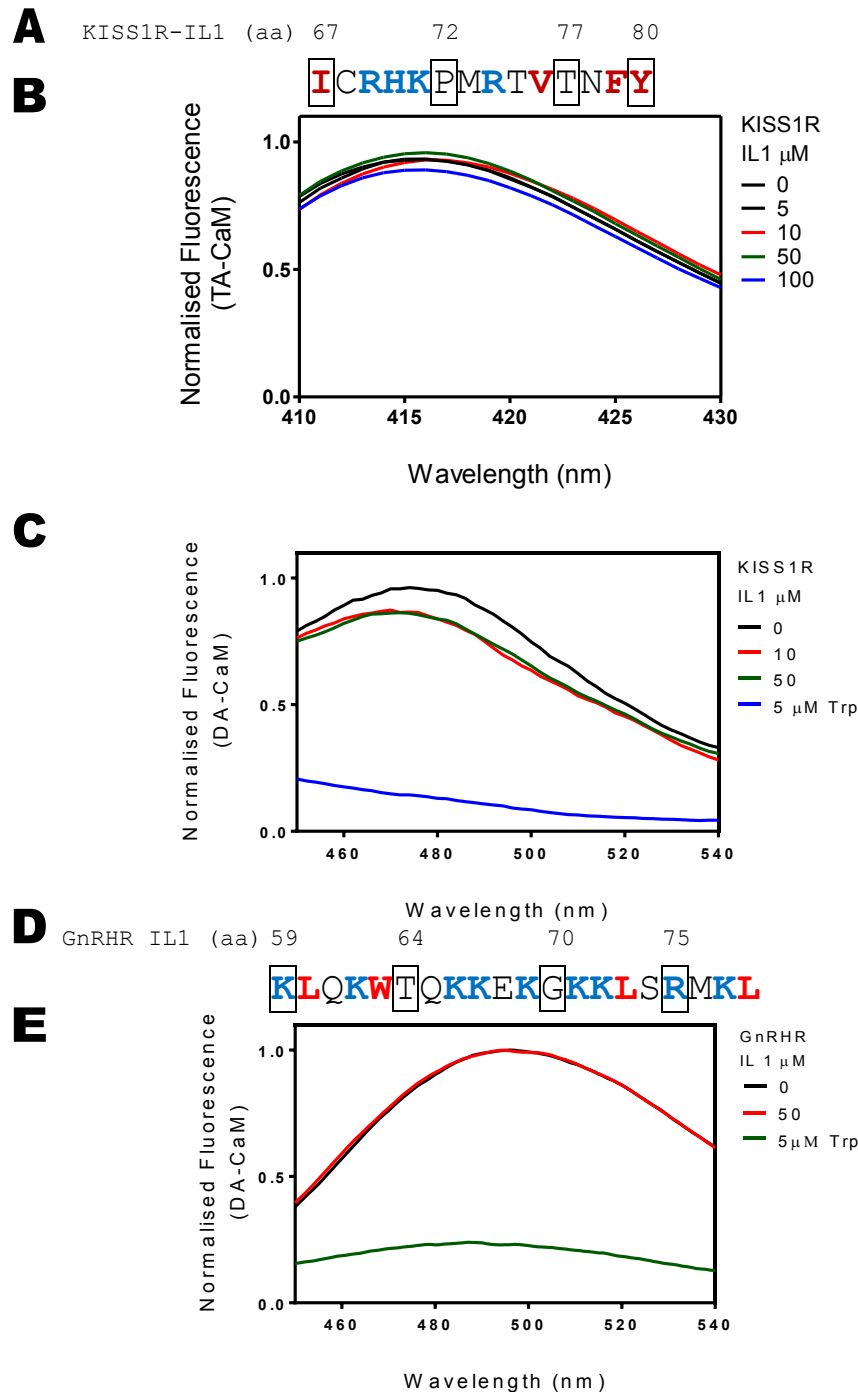 A
KISS1R-IL1 (aa) 67 72 77 80
B
ICRHKPMRTVTNFY
Normalised Fluorescence
(TA-CaM)
1.0
0.5
0.0
410 415 420 425 430
Wavelength (nm)
KISS1R
IL1 μM
0
5
10
50
100
C
Normalised Fluorescence
(DA-CaM)
1.0
0.5
0.0
460 480 500 520 540
Wavelength (nm)
KISS1R
IL1 μM
0
10
50
5 μM Trp
D
GnRHR IL1 (aa) 59 64 70 75
KLQKWTQKKEKGKKLSRMKL
E
Normalised Fluorescence
(DA-CaM)
1.0
0.5
0.0
460 480 500 520 540
Wavelength (nm)
GnRHR
IL 1 μM
0
50
5μM Trp